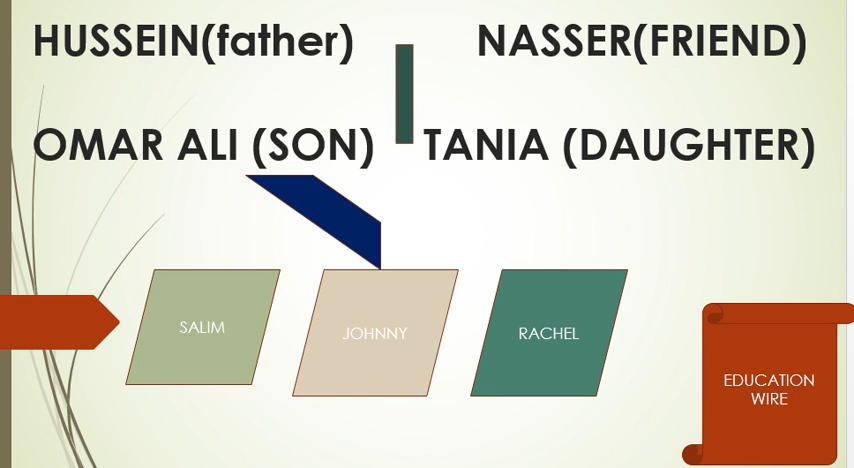 HUSSEIN(father) NASSER(FRIEND)
OMAR ALI (SON) TANIA (DAUGHTER)
SALIM JOHNNY RACHEL
EDUCATION
WIRE